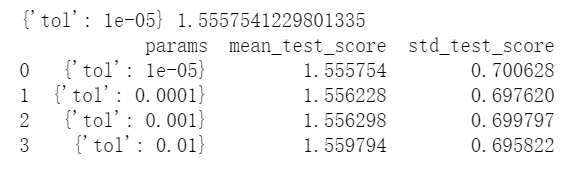 {'tol': 1e-05} 1.5557541229801335
params mean_test_score std_test_score
0 {'tol': 1e-05} 1.555754 0.700628
1 {'tol': 0.0001} 1.556228 0.697620
2 {'tol': 0.001} 1.556298 0.699797
3 {'tol': 0.01} 1.559794 0.695822